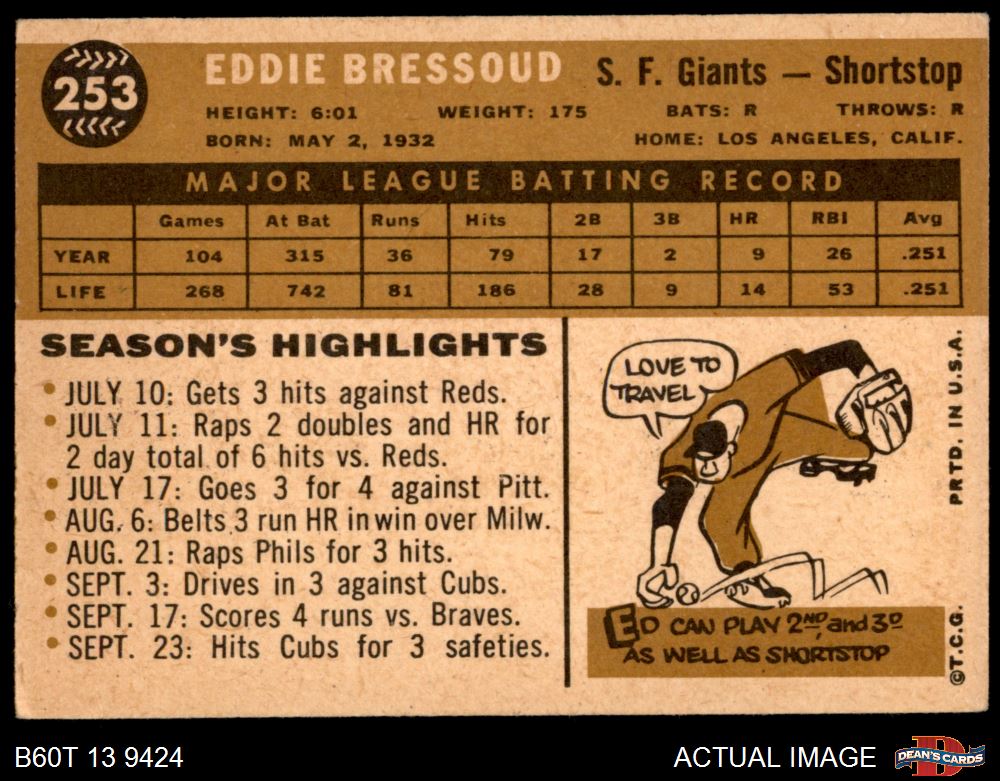 253
EDDIE BRESSOUD S. F. Giants — Shortstop
HEIGHT: 6:01 WEIGHT: 175 BATS: R THROWS: R
BORN: MAY 2, 1932 HOME: LOS ANGELES, CALIF.
MAJOR LEAGUE BATTING RECORD
Games At Bat Runs Hits 2B 3B HR RBI Avg
YEAR 104 315 36 79 17 2 9 26 .251
LIFE 268 742 81 186 28 9 14 53 .251
SEASON'S HIGHLIGHTS
• JULY 10: Gets 3 hits against Reds.
• JULY 11: Raps 2 doubles and HR for
2 day total of 6 hits vs. Reds.
• JULY 17: Goes 3 for 4 against Pitt.
• AUG. 6: Belts 3 run HR in win over Milw.
• AUG. 21: Raps Phils for 3 hits.
• SEPT. 3: Drives in 3 against Cubs.
• SEPT. 17: Scores 4 runs vs. Braves.
• SEPT. 23: Hits Cubs for 3 safeties.
LOVE TO
TRAVEL
ED CAN PLAY 2ND, and 3D
AS WELL AS SHORTSTOP
PRTD. IN U.S.A.
©T.C.G.
B60T 13 9424
ACTUAL IMAGE
DEAN'S CARDS